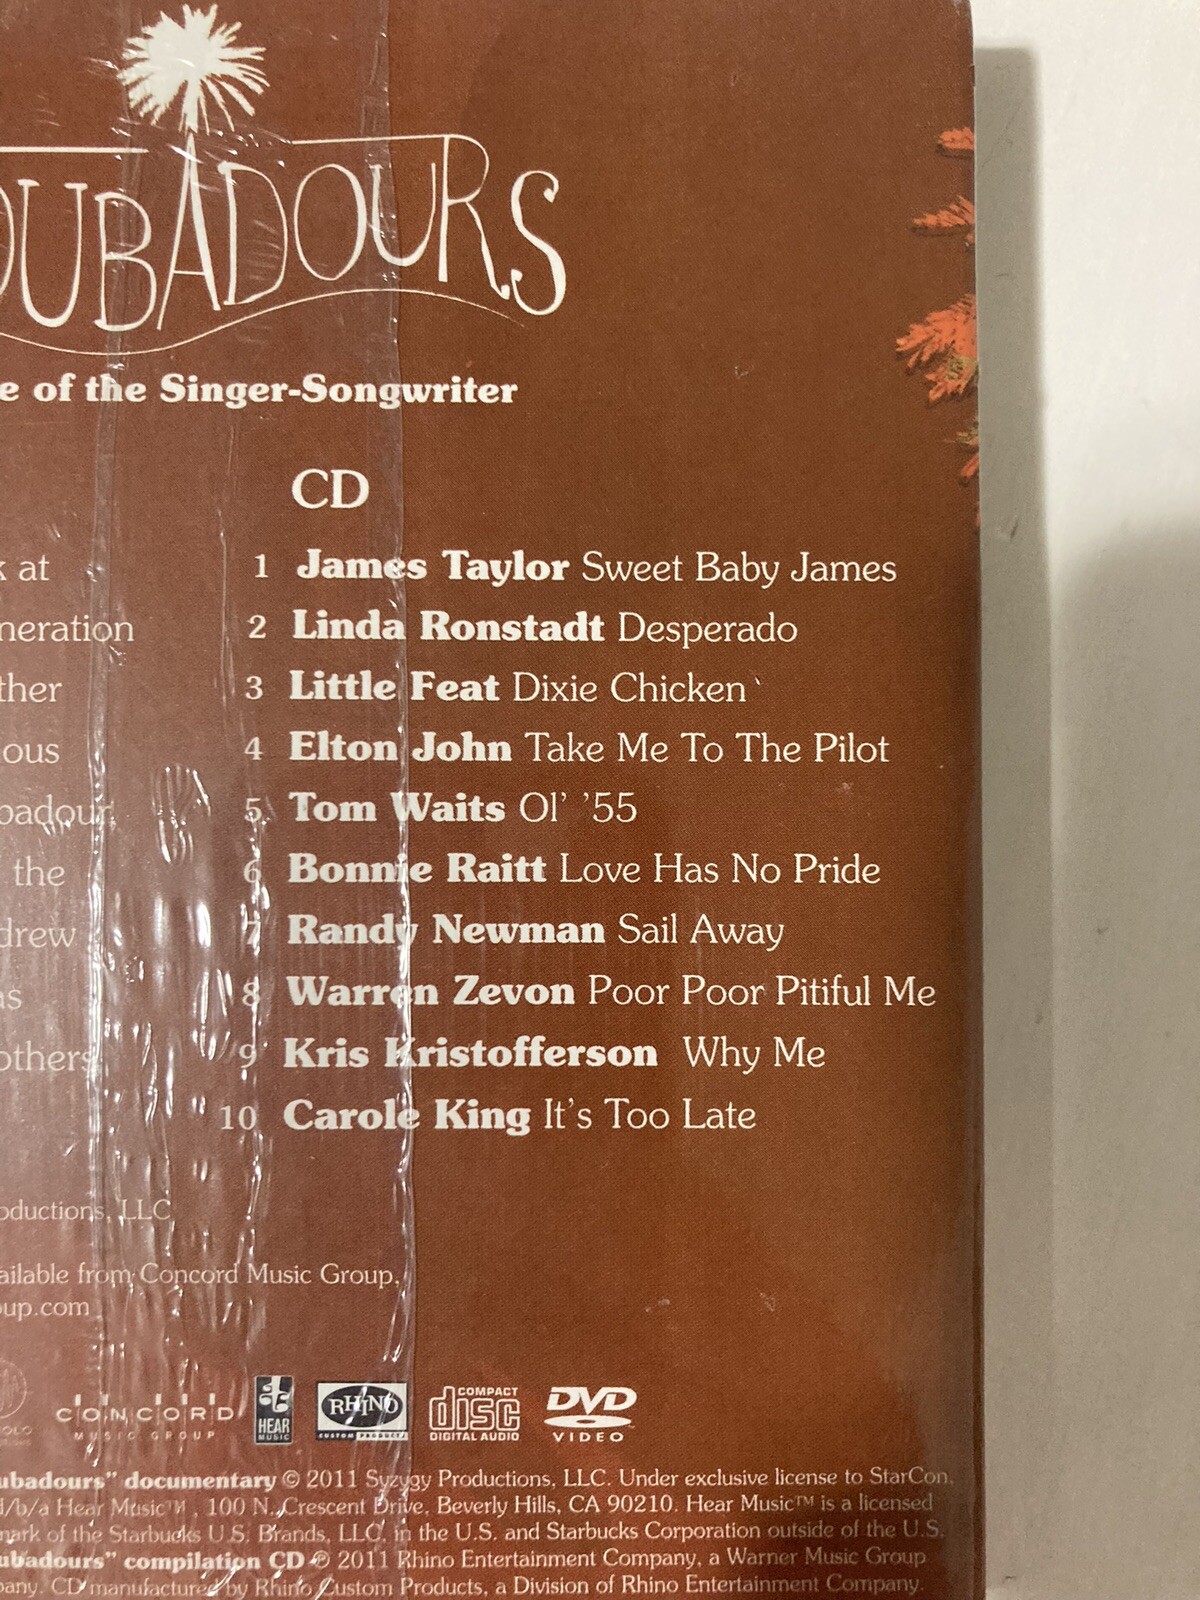 OUBADOURS
e of the Singer-Songwriter
CD
k at
neration
ther
ous
badour,
the
drew
as
others
1 James Taylor Sweet Baby James
2 Linda Ronstadt Desperado
3 Little Feat Dixie Chicken
4 Elton John Take Me To The Pilot
5 Tom Waits Ol' '55
6 Bonnie Raitt Love Has No Pride
7 Randy Newman Sail Away
8 Warren Zevon Poor Poor Pitiful Me
9 Kris Kristofferson Why Me
10 Carole King It's Too Late
oductions, LLC
ailable from Concord Music Group,
oup.com
CONCORD
MUSIC GROUP
HEAR
MUSIC
RHINO
CUSTOM PRODUCTS
COMPACT
disc
DIGITAL AUDIO
DVD
VIDEO
ubadours" documentary © 2011 Syzygy Productions, LLC. Under exclusive license to StarCon,
d/b/a Hear Music™, 100 N. Crescent Drive, Beverly Hills, CA 90210. Hear Music™ is a licensed
mark of the Starbucks U.S. Brands, LLC, in the U.S. and Starbucks Corporation outside of the U.S.
ubadours" compilation CD ℗ 2011 Rhino Entertainment Company, a Warner Music Group
pany. CD manufactured by Rhino Custom Products, a Division of Rhino Entertainment Company.